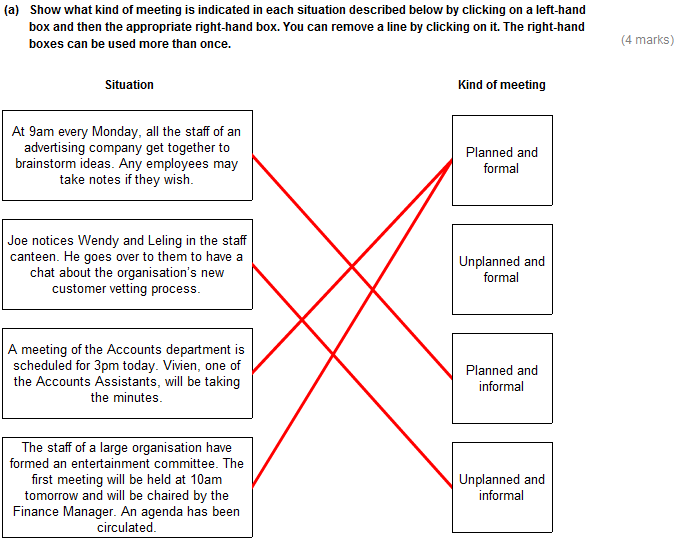 (a) Show what kind of meeting is indicated in each situation described below by clicking on a left-hand
box and then the appropriate right-hand box. You can remove a line by clicking on it. The right-hand
boxes can be used more than once.
(4 marks)
Situation
Kind of meeting
At 9am every Monday, all the staff of an
advertising company get together to
brainstorm ideas. Any employees may
take notes if they wish.
Planned and
formal
Joe notices Wendy and Leling in the staff
canteen. He goes over to them to have a
chat about the organisation's new
customer vetting process.
Unplanned and
formal
A meeting of the Accounts department is
scheduled for 3pm today. Vivien, one of
the Accounts Assistants, will be taking
the minutes.
Planned and
informal
The staff of a large organisation have
formed an entertainment committee. The
first meeting will be held at 10am
tomorrow and will be chaired by the
Finance Manager. An agenda has been
circulated.
Unplanned and
informal